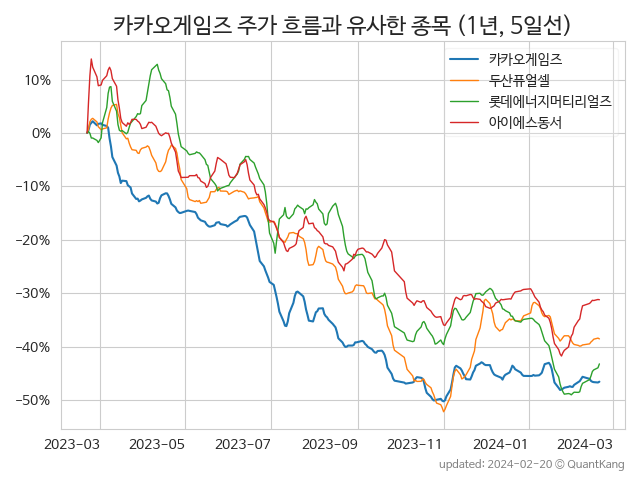 카카오게임즈 주가 흐름과 유사한 종목 (1년, 5일선)
카카오게임즈
두산퓨얼셀
롯데에너지머티리얼즈
아이에스동서
10%
0%
−10%
−20%
−30%
−40%
−50%
2023-03 2023-05 2023-07 2023-09 2023-11 2024-01 2024-03
updated: 2024-02-20 © QuantKang